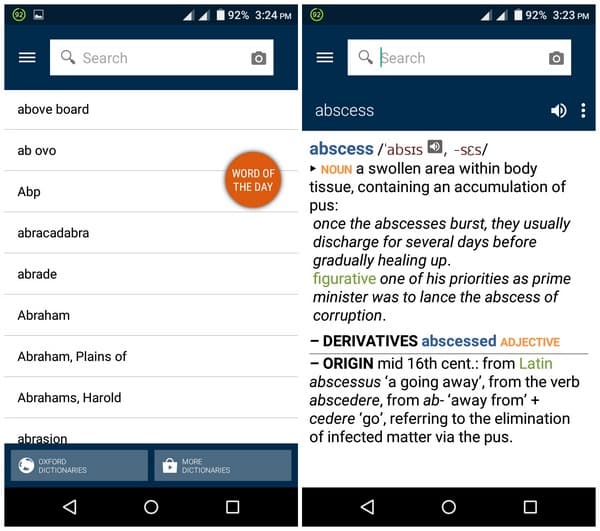 92 92% 3:24 PM
Search
above board
ab ovo
Abp
WORD OF
THE DAY
abracadabra
abrade
Abraham
Abraham, Plains of
Abrahams, Harold
abrasion
OXFORD
DICTIONARIES
MORE
DICTIONARIES
92 92% 3:23 PM
Search
abscess
abscess /ˈabsɪs , -sɛs/
▸ NOUN a swollen area within body
tissue, containing an accumulation of
pus:
once the abscesses burst, they usually
discharge for several days before
gradually healing up.
figurative one of his priorities as prime
minister was to lance the abscess of
corruption.
– DERIVATIVES abscessed ADJECTIVE
– ORIGIN mid 16th cent.: from Latin
abscessus ‘a going away’, from the verb
abscedere, from ab- ‘away from’ +
cedere ‘go’, referring to the elimination
of infected matter via the pus.